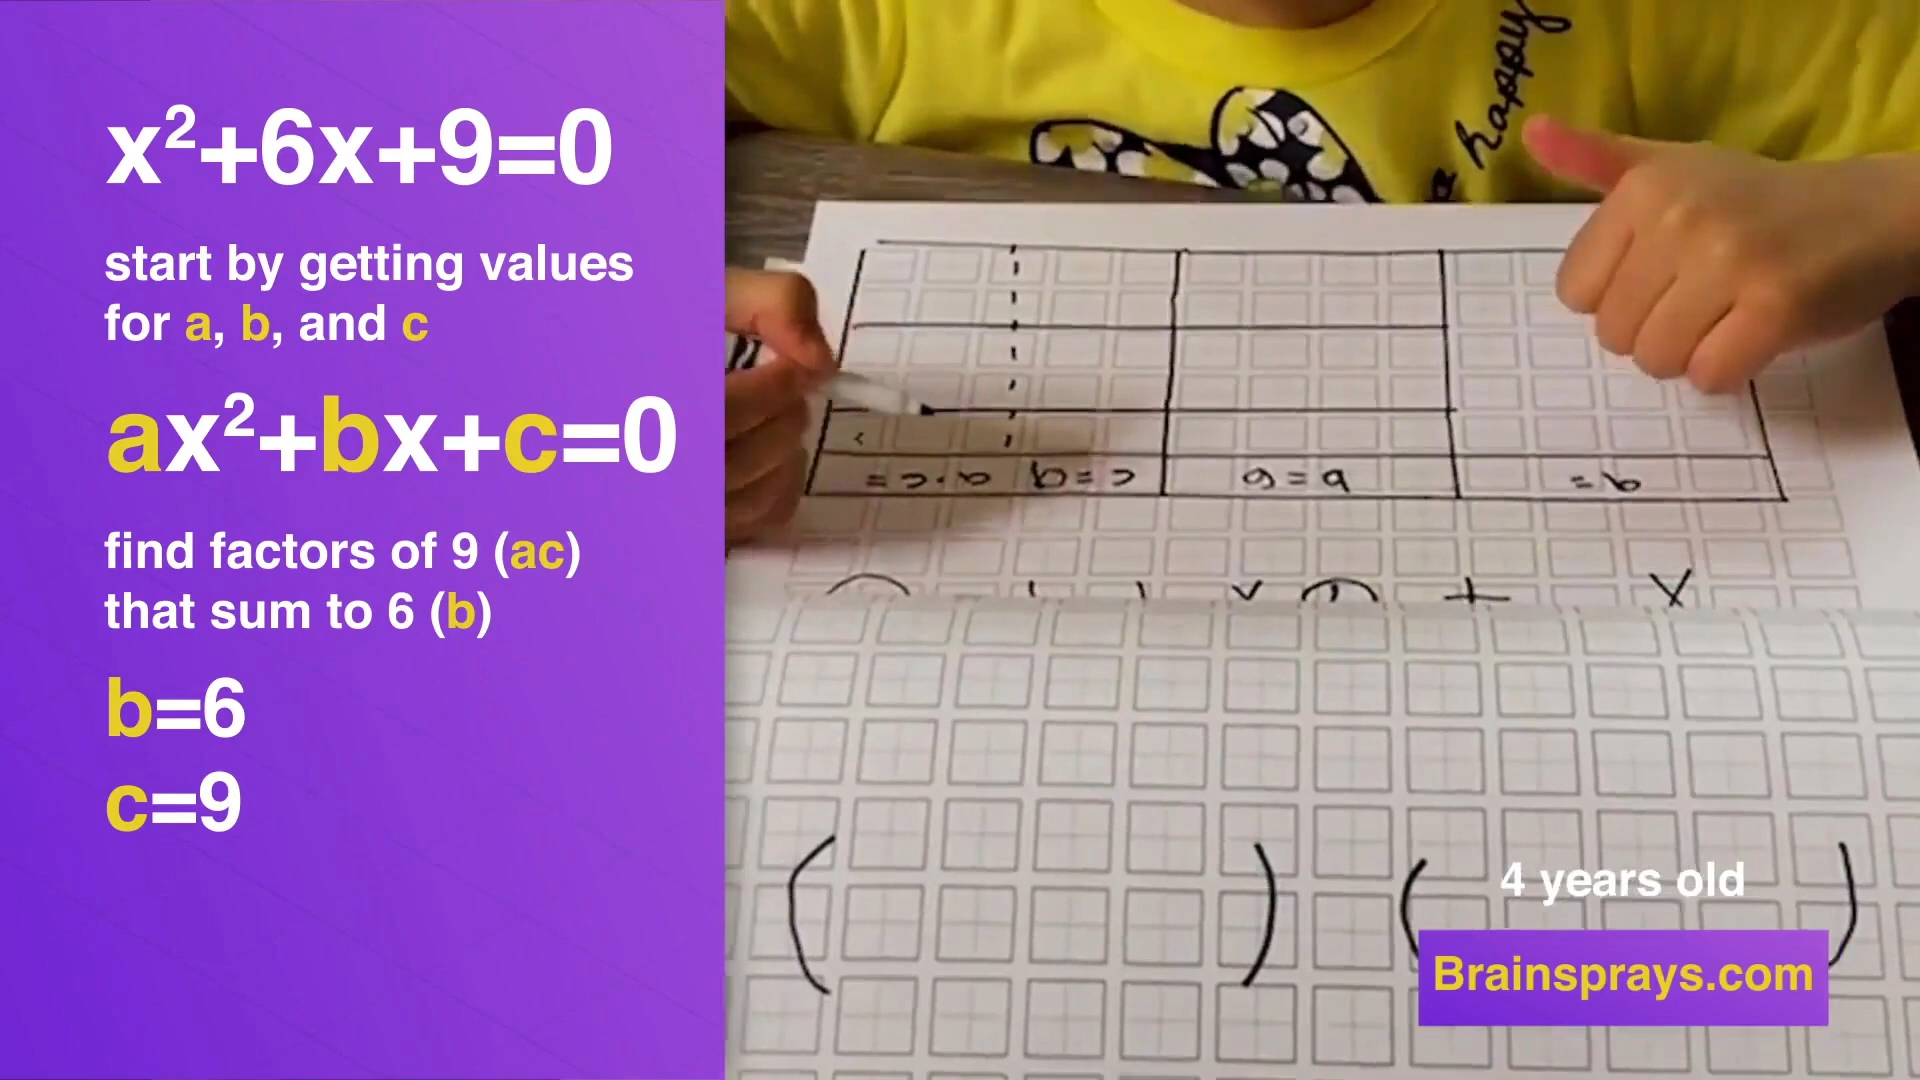 x²+6x+9=0
start by getting values
for a, b, and c
ax²+bx+c=0
find factors of 9 (ac)
that sum to 6 (b)
b=6
c=9
happy
4 years old
Brainsprays.com